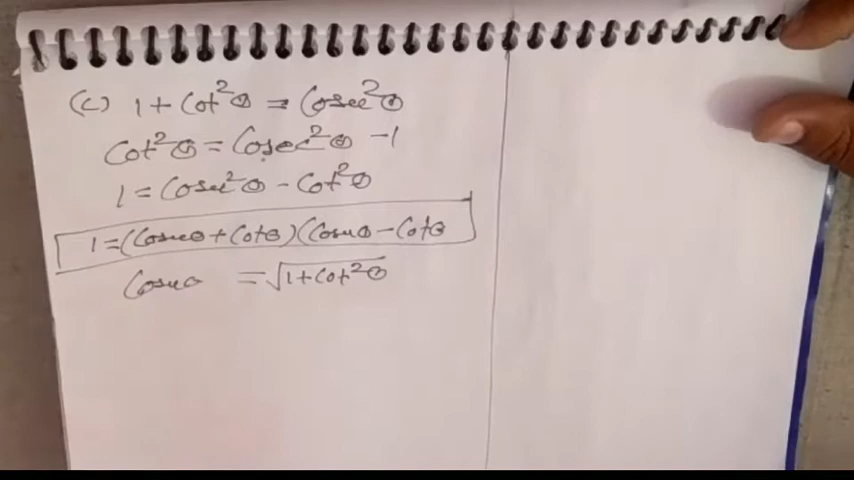 (C) 1 + Cot²θ = Cosec²θ
Cot²θ = Cosec²θ -1
1 = Cosec²θ - Cot²θ
1 = (Cosecθ + Cotθ)(Cosecθ - Cotθ
Cosecθ = √1+Cot²θ